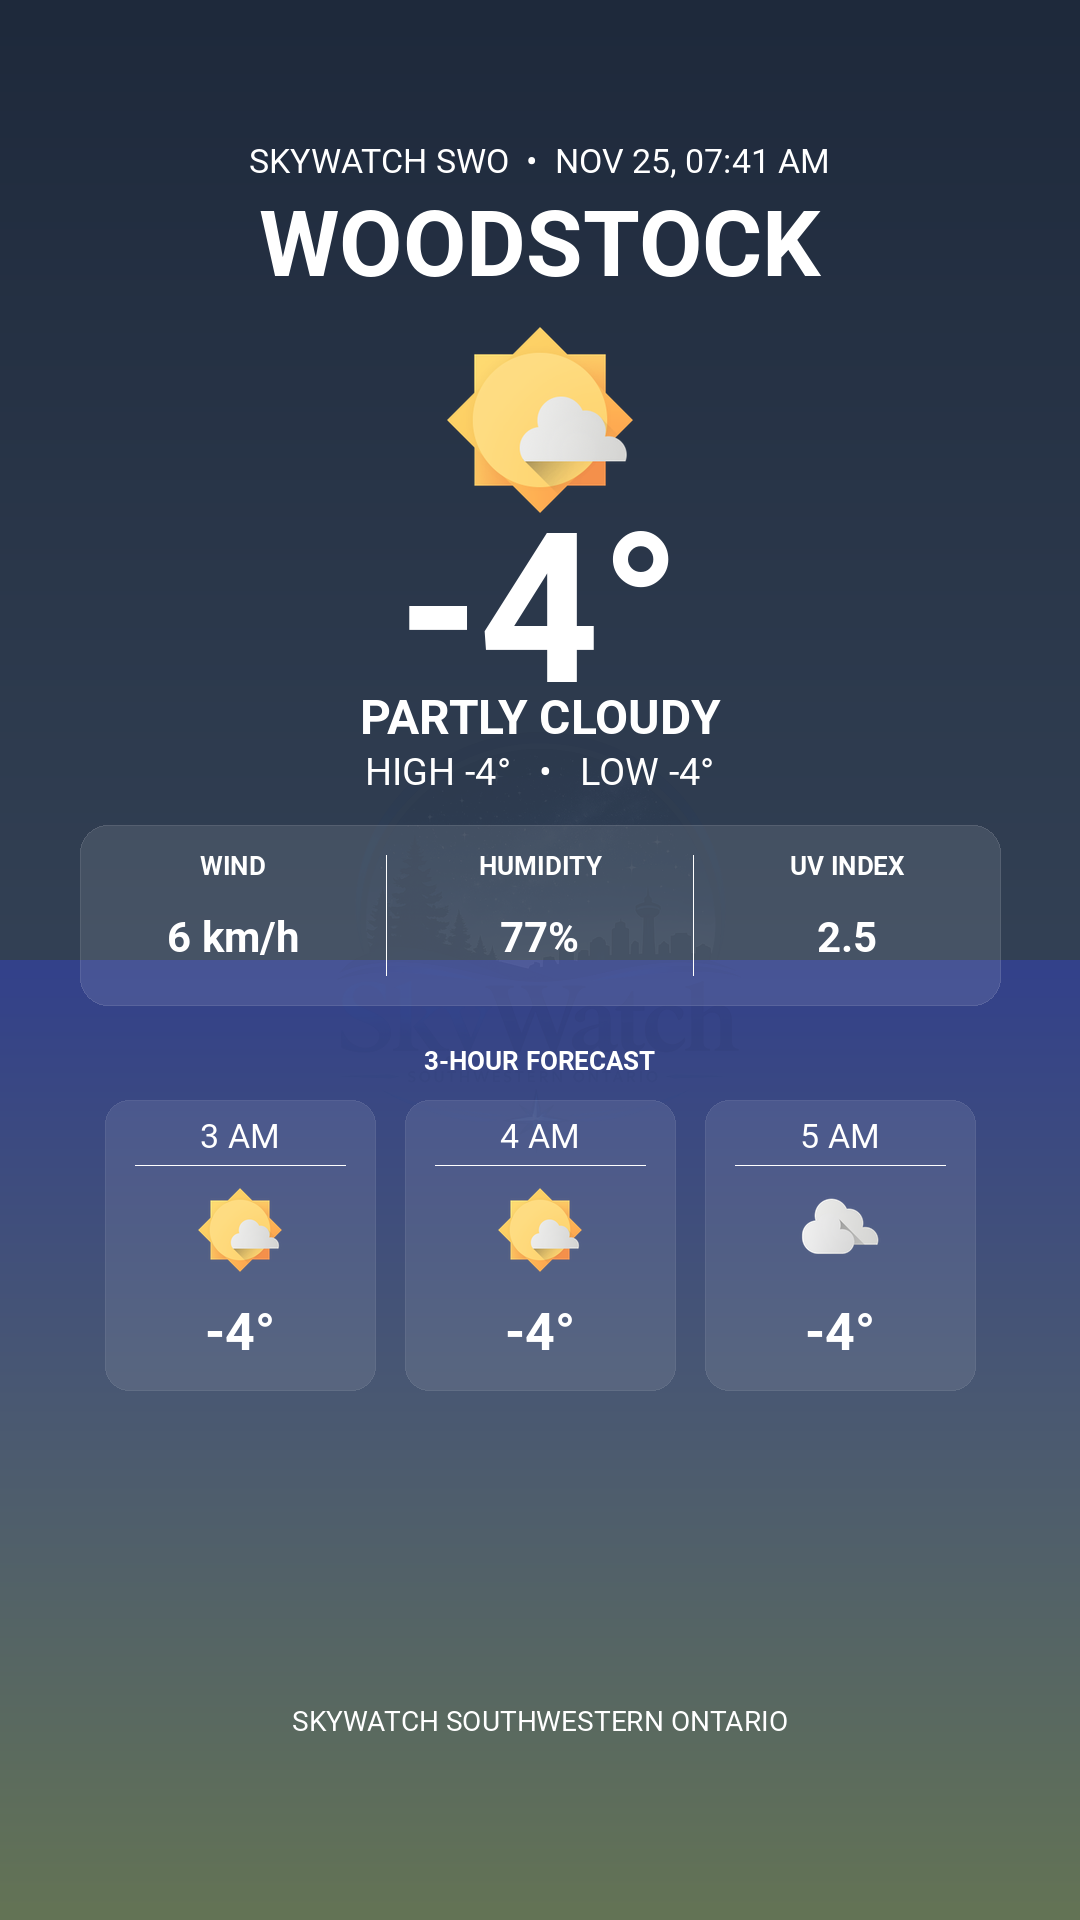 SKYWATCH SWO • NOV 25, 07:41 AM
WOODSTOCK
-4°
PARTLY CLOUDY
HIGH -4° • LOW -4°
WIND HUMIDITY UV INDEX
6 km/h 77% 2.5
SkyWatch
3-HOUR FORECAST
3 AM 4 AM 5 AM
-4° -4° -4°
SKYWATCH SOUTHWESTERN ONTARIO